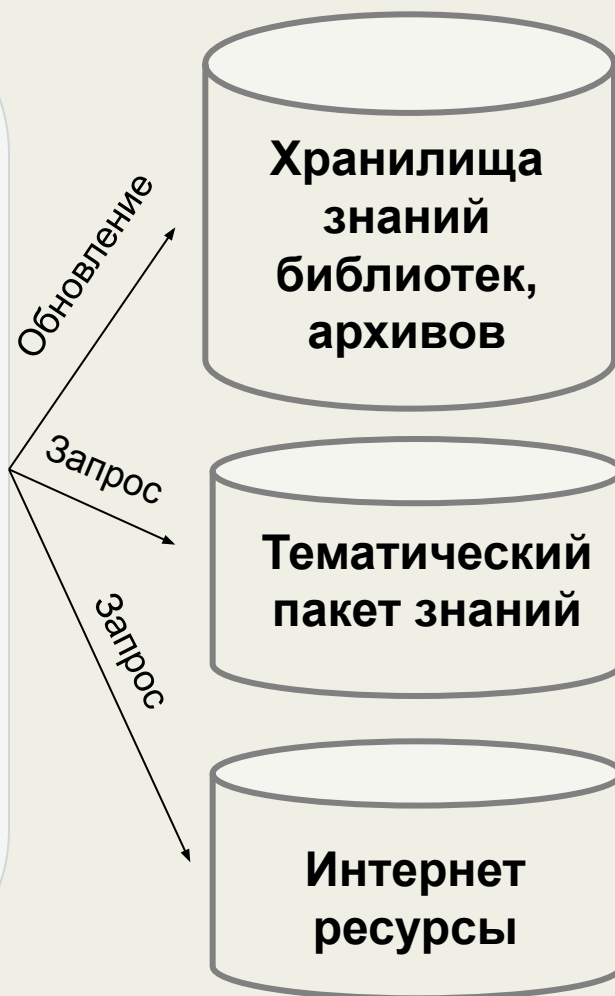 Обновление
Хранилища
знаний
библиотек,
архивов
Запрос
Тематический
пакет знаний
Запрос
Интернет
ресурсы